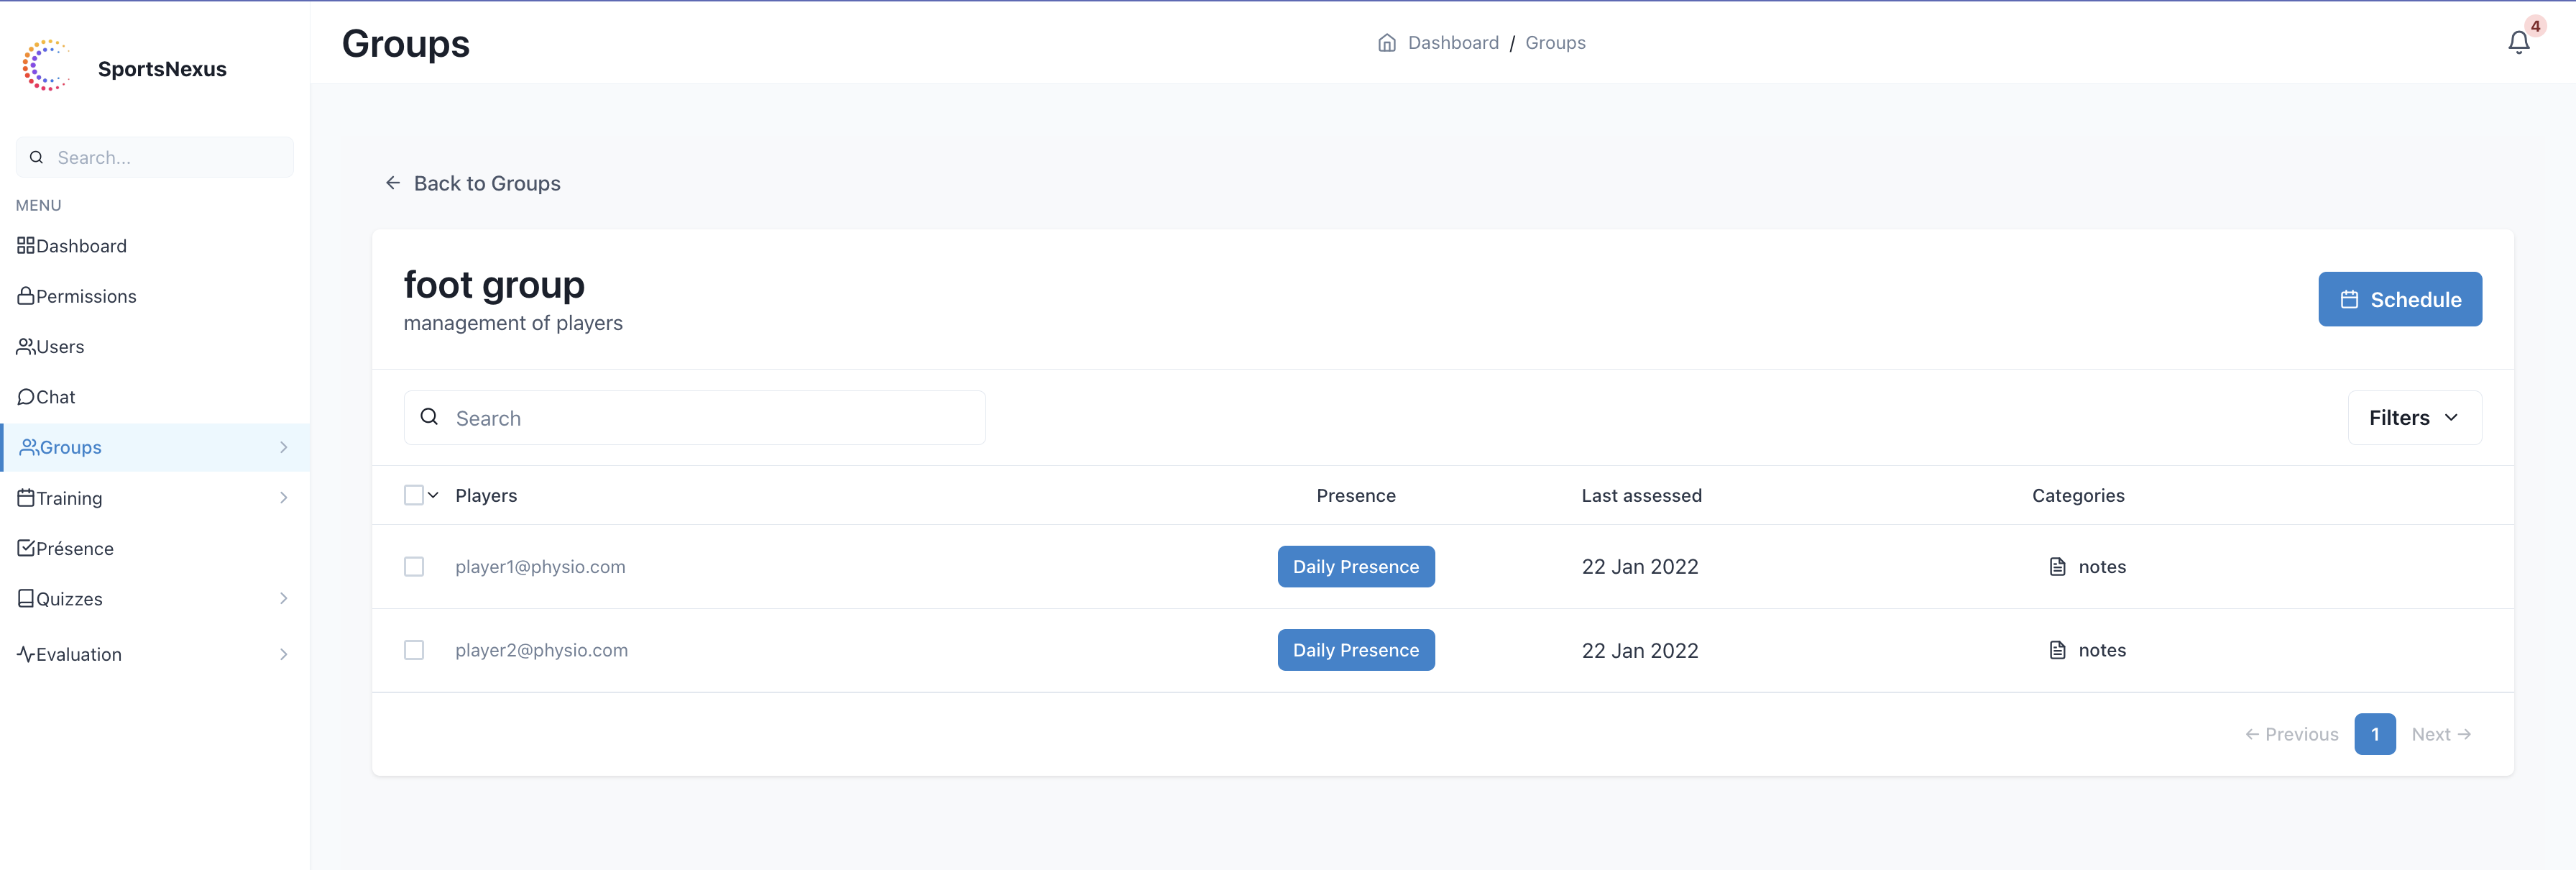 SportsNexus
Search...
MENU
Dashboard
Permissions
Users
Chat
Groups
Training
Présence
Quizzes
Evaluation
Groups
Dashboard / Groups
4
Back to Groups
foot group
management of players
Schedule
Search
Filters
Players Presence Last assessed Categories
player1@physio.com Daily Presence 22 Jan 2022 notes
player2@physio.com Daily Presence 22 Jan 2022 notes
Previous 1 Next